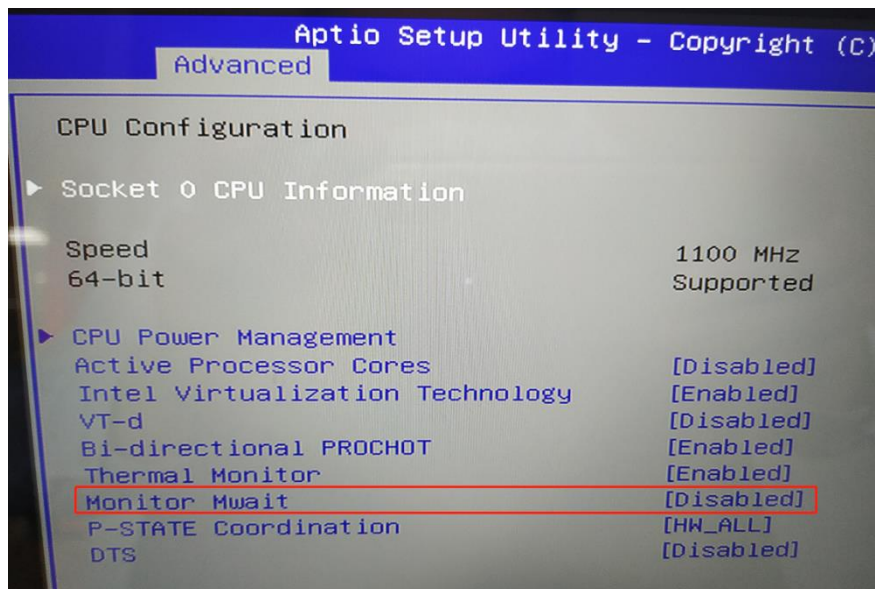 Aptio Setup Utility – Copyright (C)
Advanced
CPU Configuration
Socket 0 CPU Information
Speed 1100 MHz
64-bit Supported
CPU Power Management
Active Processor Cores [Disabled]
Intel Virtualization Technology [Enabled]
VT-d [Disabled]
Bi-directional PROCHOT [Enabled]
Thermal Monitor [Enabled]
Monitor Mwait [Disabled]
P-STATE Coordination [HW_ALL]
DTS [Disabled]